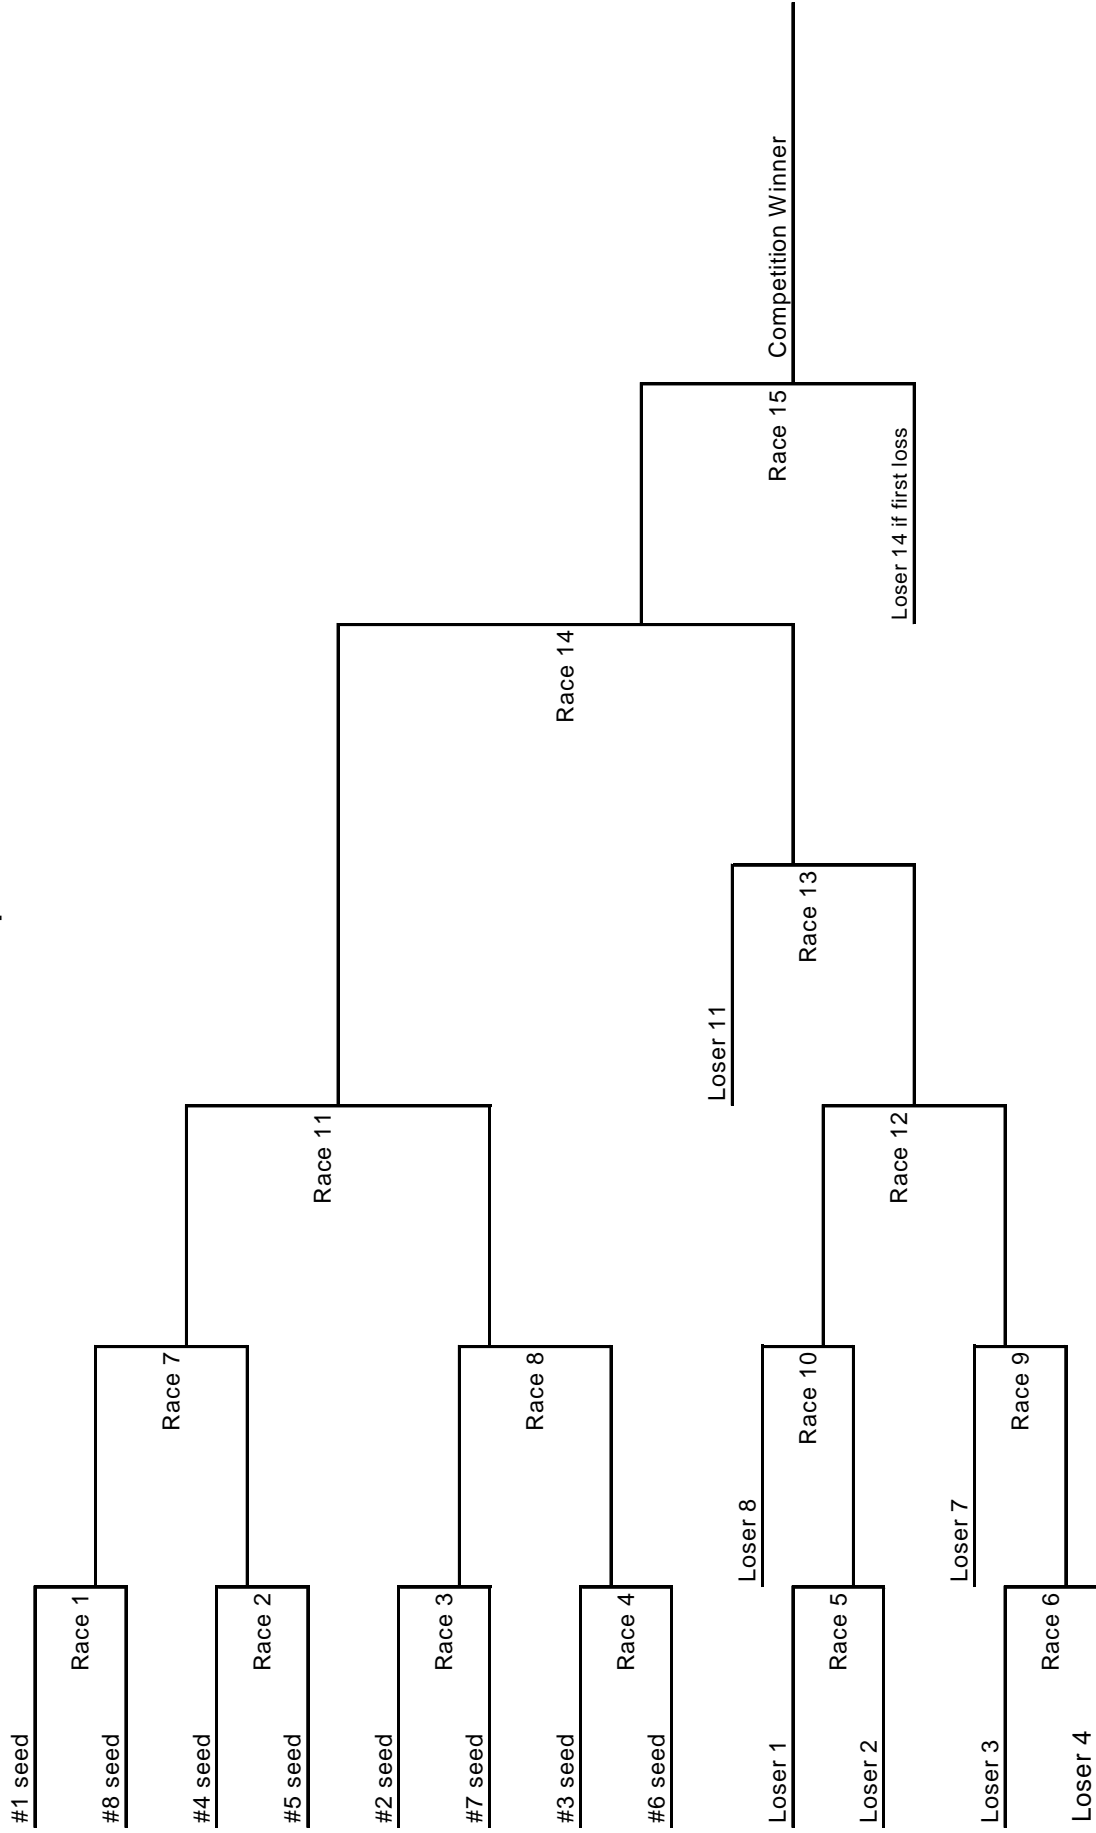 #1 seed
Race 1
#8 seed
#4 seed
Race 2
#5 seed
#2 seed
Race 3
#7 seed
#3 seed
Race 4
#6 seed
Loser 1
Race 5
Loser 2
Loser 3
Race 6
Loser 4
Race 7
Race 8
Loser 8
Race 10
Loser 7
Race 9
Race 11
Race 12
Loser 11
Race 13
Race 14
Loser 14 if first loss
Race 15
Competition Winner